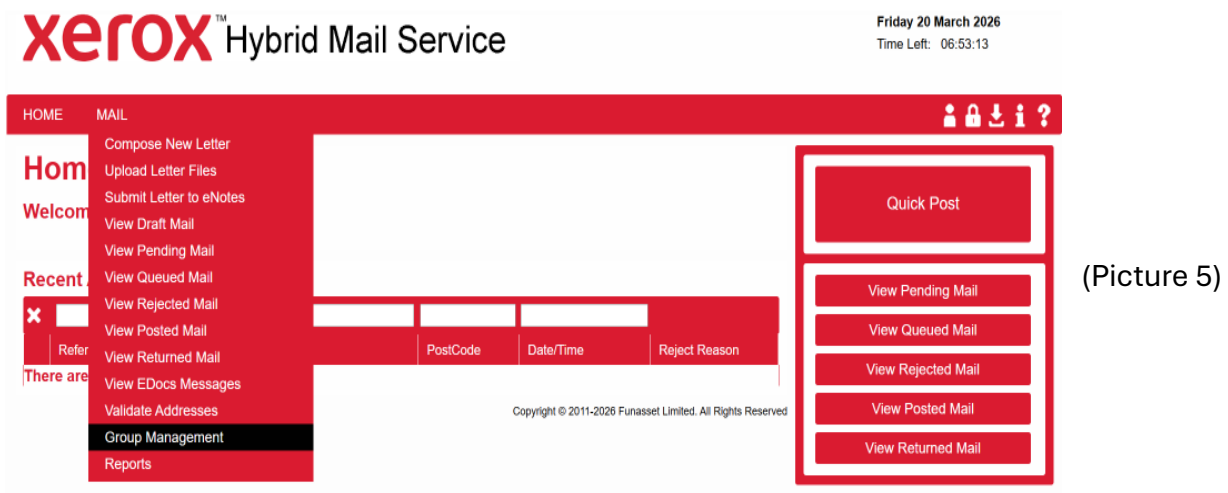 xerox™ Hybrid Mail Service
Friday 20 March 2026
Time Left: 06:53:13
HOME MAIL
Compose New Letter
Upload Letter Files
Submit Letter to eNotes
View Draft Mail
View Pending Mail
View Queued Mail
View Rejected Mail
View Posted Mail
View Returned Mail
View EDocs Messages
Validate Addresses
Group Management
Reports
Hom
Welcom
Recent
Refer PostCode Date/Time Reject Reason
There are
Copyright © 2011-2026 Funasset Limited. All Rights Reserved
Quick Post
View Pending Mail
View Queued Mail
View Rejected Mail
View Posted Mail
View Returned Mail
(Picture 5)